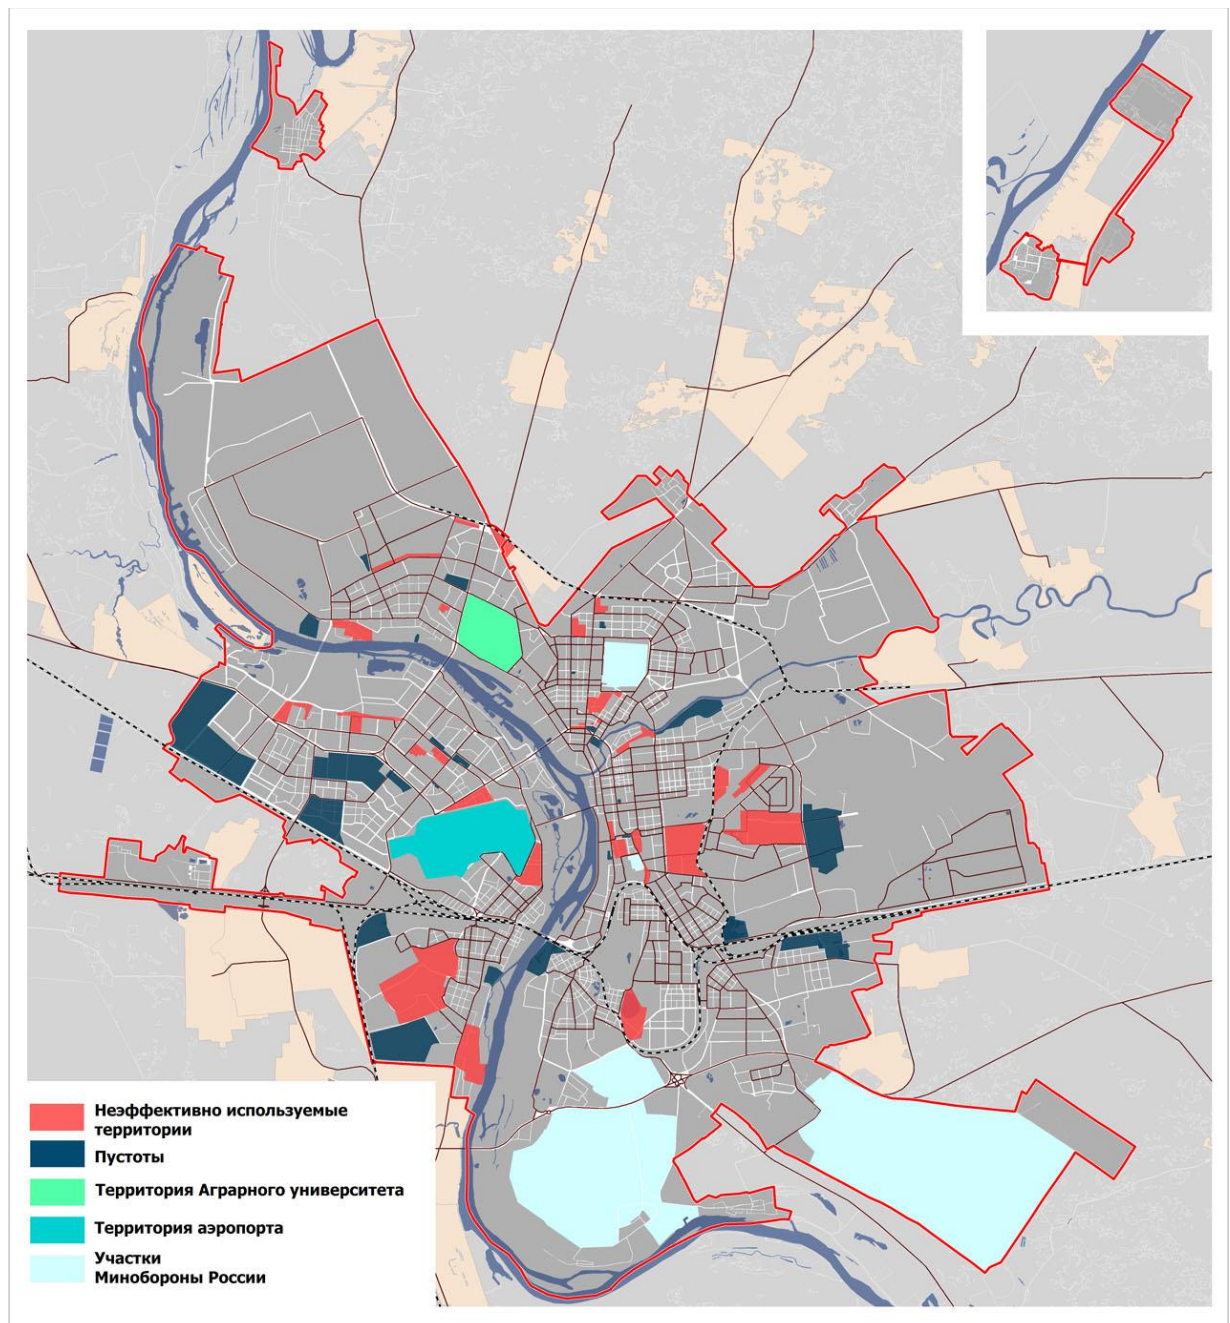 Неэффективно используемые
территории
Пустоты
Территория Аграрного университета
Территория аэропорта
Участки
Минобороны России